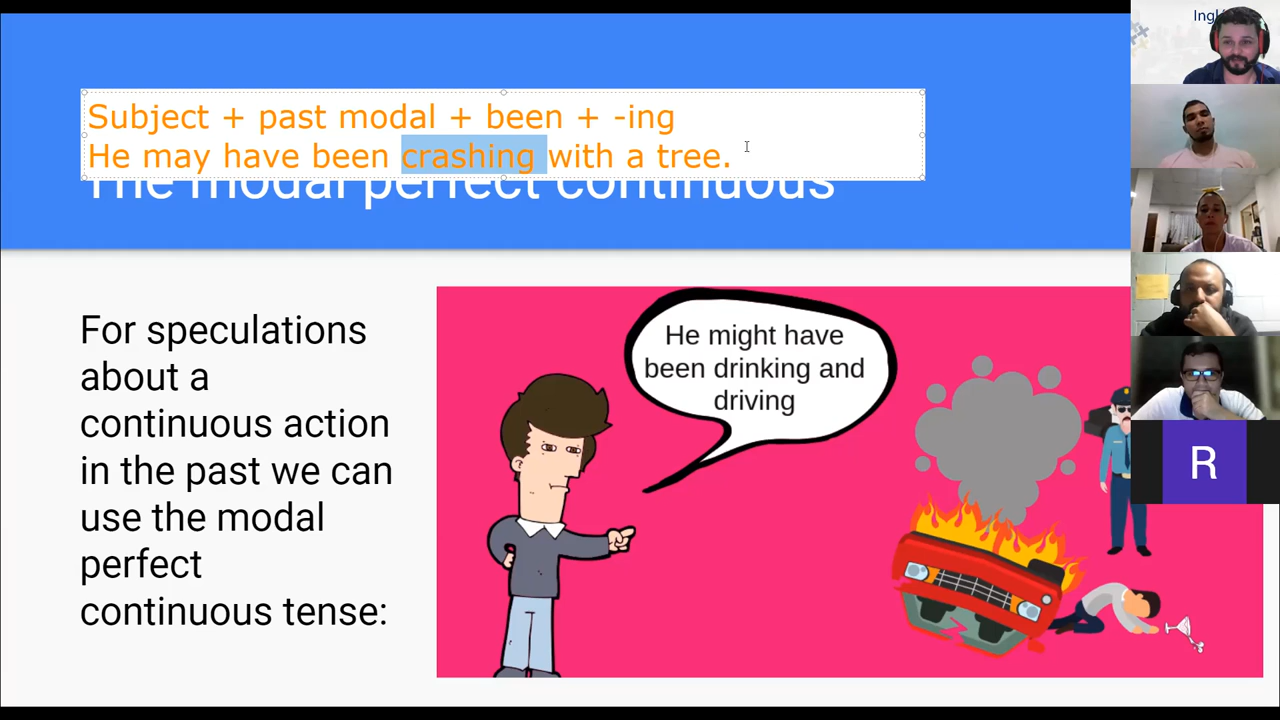 Subject + past modal + been + -ing
He may have been crashing with a tree.
The modal perfect continuous
For speculations
about a
continuous action
in the past we can
use the modal
perfect
continuous tense:
He might have
been drinking and
driving
R